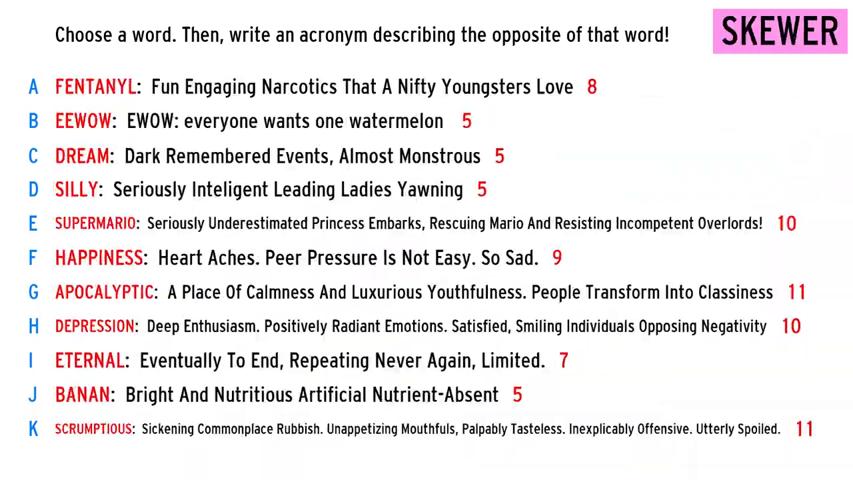 Choose a word. Then, write an acronym describing the opposite of that word!
SKEWER
A FENTANYL: Fun Engaging Narcotics That A Nifty Youngsters Love 8
B EEWOW: EWOW: everyone wants one watermelon 5
C DREAM: Dark Remembered Events, Almost Monstrous 5
D SILLY: Seriously Inteligent Leading Ladies Yawning 5
E SUPERMARIO: Seriously Underestimated Princess Embarks, Rescuing Mario And Resisting Incompetent Overlords! 10
F HAPPINESS: Heart Aches. Peer Pressure Is Not Easy. So Sad. 9
G APOCALYPTIC: A Place Of Calmness And Luxurious Youthfulness. People Transform Into Classiness 11
H DEPRESSION: Deep Enthusiasm. Positively Radiant Emotions. Satisfied, Smiling Individuals Opposing Negativity 10
I ETERNAL: Eventually To End, Repeating Never Again, Limited. 7
J BANAN: Bright And Nutritious Artificial Nutrient-Absent 5
K SCRUMPTIOUS: Sickening Commonplace Rubbish. Unappetizing Mouthfuls, Palpably Tasteless. Inexplicably Offensive. Utterly Spoiled. 11